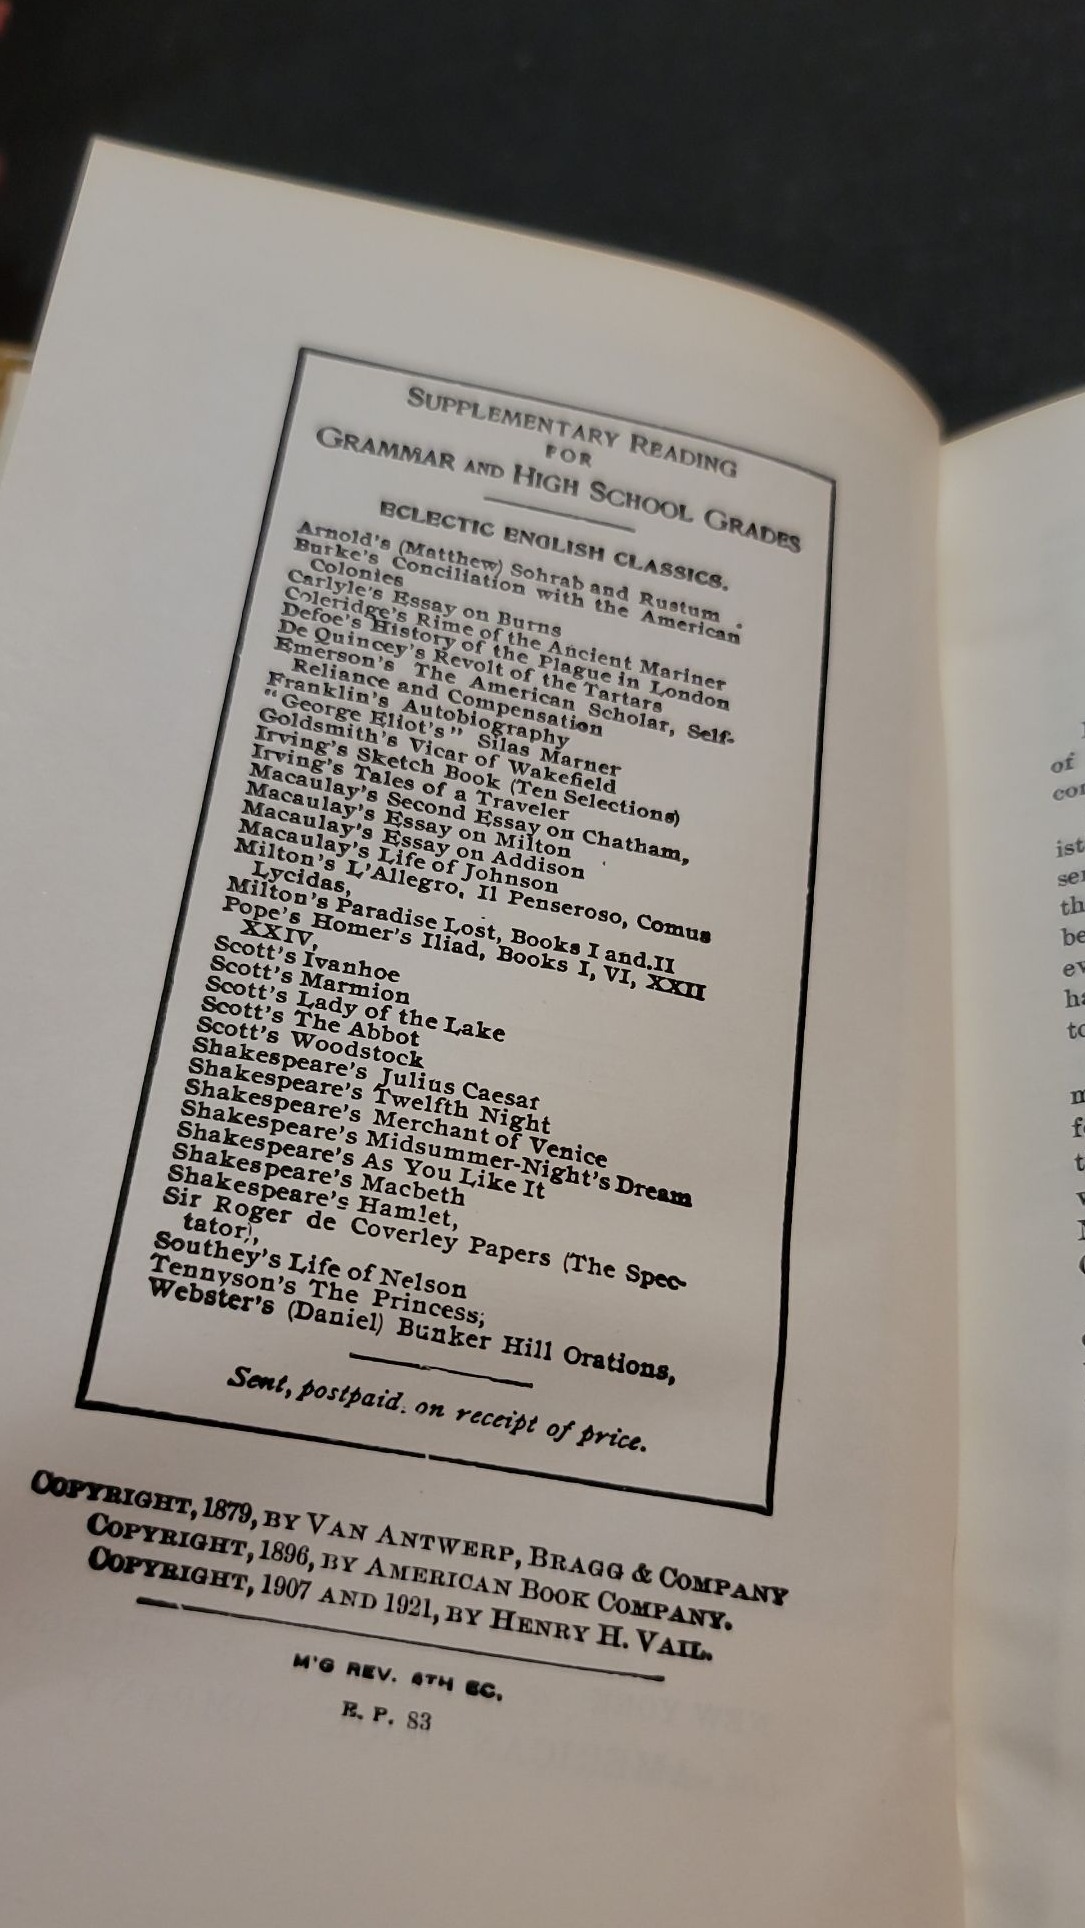 SUPPLEMENTARY READING
FOR
GRAMMAR AND HIGH SCHOOL GRADES
ECLECTIC ENGLISH CLASSICS.
Arnold's (Matthew) Sohrab and Rustum .
Burke's Conciliation with the American
Colonies
Carlyle's Essay on Burns
Coleridge's Rime of the Ancient Mariner
Defoe's History of the Plague in London
De Quincey's Revolt of the Tartars
Emerson's The American Scholar, Self-
Reliance and Compensation
Franklin's Autobiography
"George Eliot's" Silas Marner
Goldsmith's Vicar of Wakefield
Irving's Sketch Book (Ten Selections)
Irving's Tales of a Traveler
Macaulay's Second Essay on Chatham,
Macaulay's Essay on Milton
Macaulay's Essay on Addison
Macaulay's Life of Johnson
Milton's L'Allegro, Il Penseroso, Comus
Lycidas,
Milton's Paradise Lost, Books I and.II
Pope's Homer's Iliad, Books I, VI, XXII
XXIV,
Scott's Ivanhoe
Scott's Marmion
Scott's Lady of the Lake
Scott's The Abbot
Scott's Woodstock
Shakespeare's Julius Caesar
Shakespeare's Twelfth Night
Shakespeare's Merchant of Venice
Shakespeare's Midsummer-Night's Dream
Shakespeare's As You Like It
Shakespeare's Macbeth
Shakespeare's Hamlet,
Sir Roger de Coverley Papers (The Spec-
tator),
Southey's Life of Nelson
Tennyson's The Princess;
Webster's (Daniel) Bunker Hill Orations,
Sent, postpaid. on receipt of price.
COPYRIGHT, 1879, BY VAN ANTWERP, BRAGG & COMPANY
COPYRIGHT, 1896, BY AMERICAN BOOK COMPANY.
COPYRIGHT, 1907 AND 1921, BY HENRY H. VAIL.
M'G REV. 4TH EC.
E. P. 83
of